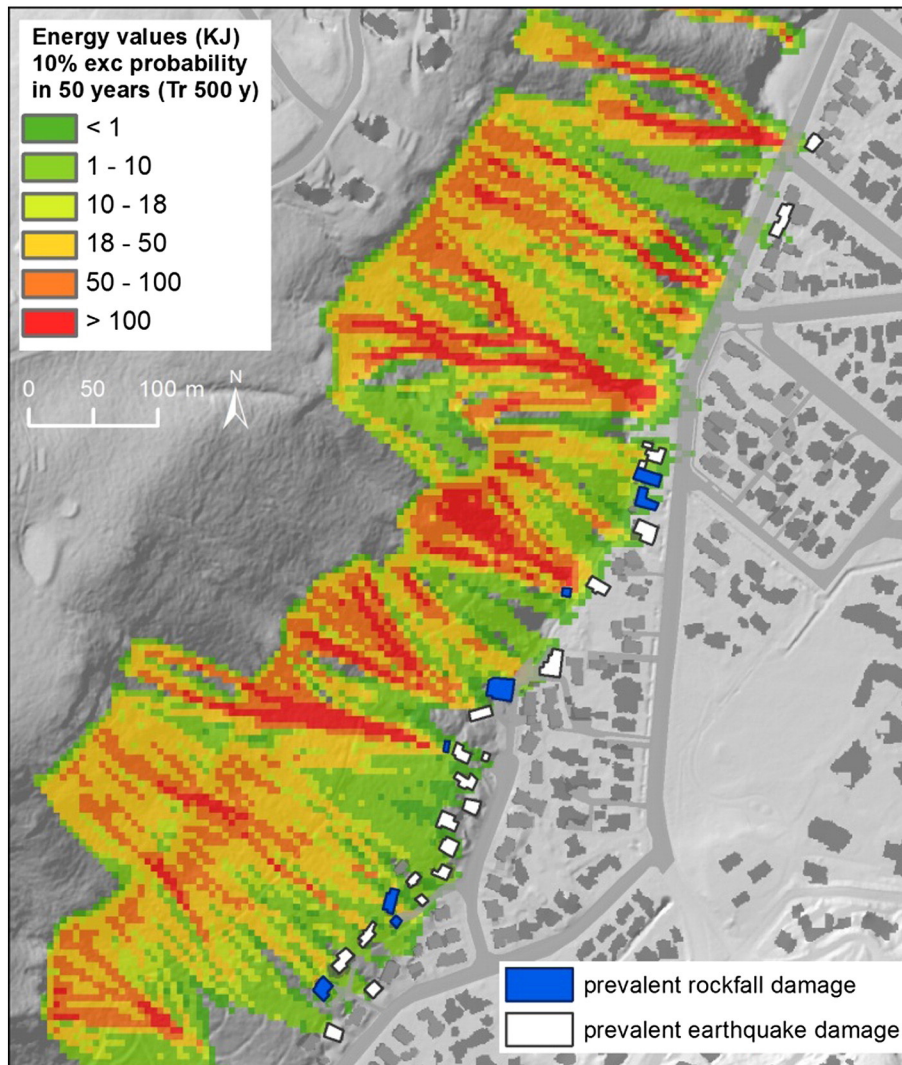 Energy values (KJ)
10% exc probability
in 50 years (Tr 500 y)
< 1
1 - 10
10 - 18
18 - 50
50 - 100
> 100
0 50 100 m
N
prevalent rockfall damage
prevalent earthquake damage